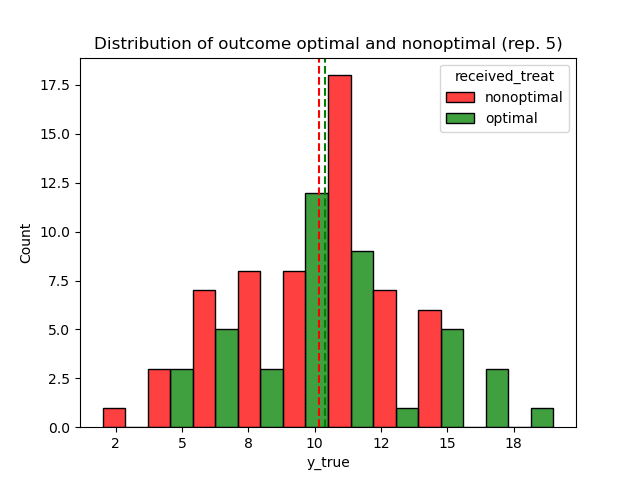 Distribution of outcome optimal and nonoptimal (rep. 5)
received_treat
nonoptimal
optimal
Count
17.5
15.0
12.5
10.0
7.5
5.0
2.5
0.0
2 5 8 10 12 15 18
y_true